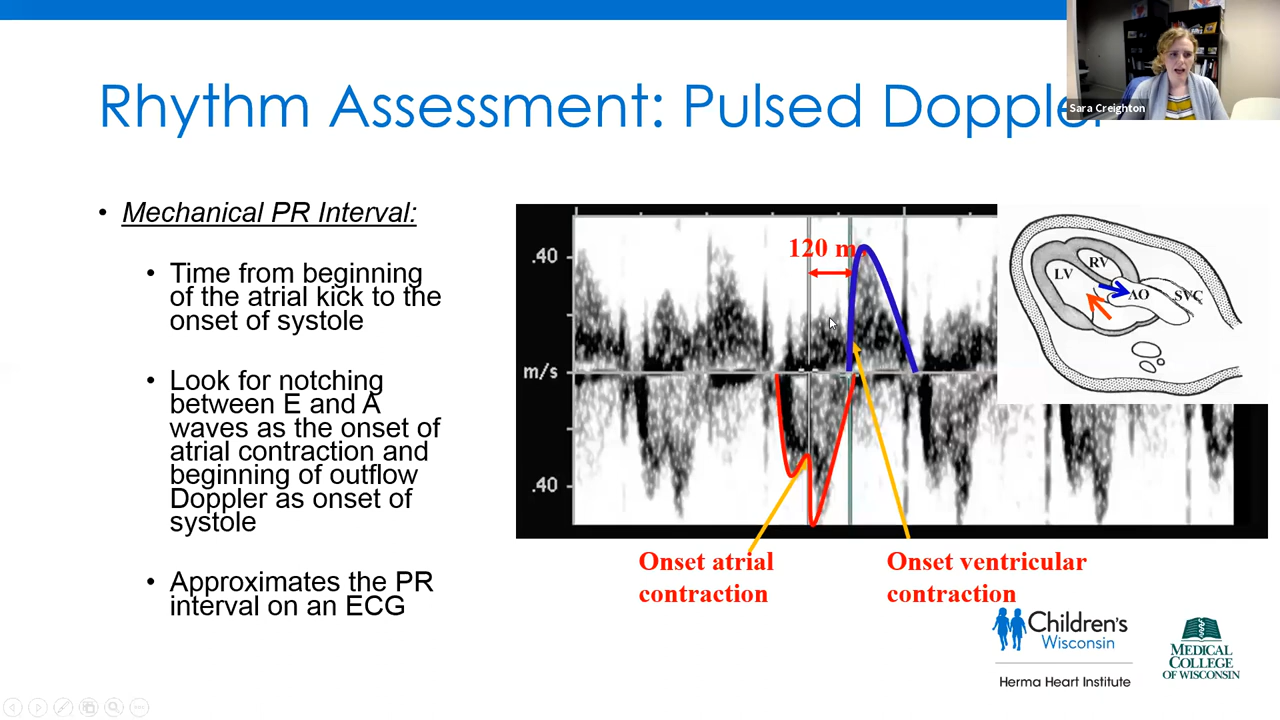 Rhythm Assessment: Pulsed Doppler
Sara Creighton
• Mechanical PR Interval:
• Time from beginning
of the atrial kick to the
onset of systole
• Look for notching
between E and A
waves as the onset of
atrial contraction and
beginning of outflow
Doppler as onset of
systole
• Approximates the PR
interval on an ECG
.40
120 m
m/s
.40
LV
RV
AO
SVC
Onset atrial
contraction
Onset ventricular
contraction
Children's
Wisconsin
Herma Heart Institute
MEDICAL
COLLEGE
OF WISCONSIN